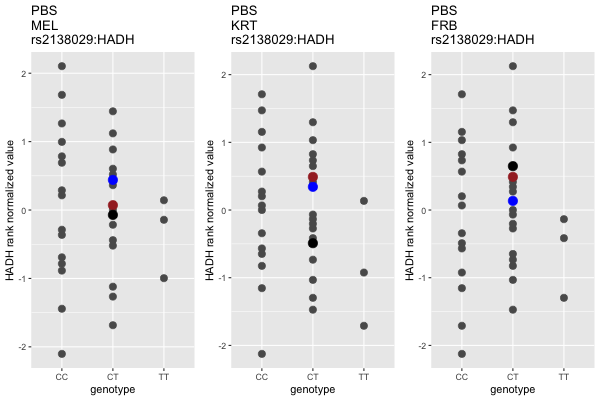 PBS
MEL
rs2138029:HADH
HADH rank normalized value
2
1
0
-1
-2
CC CT TT
genotype
PBS
KRT
rs2138029:HADH
HADH rank normalized value
2
1
0
-1
-2
CC CT TT
genotype
PBS
FRB
rs2138029:HADH
HADH rank normalized value
2
1
0
-1
-2
CC CT TT
genotype